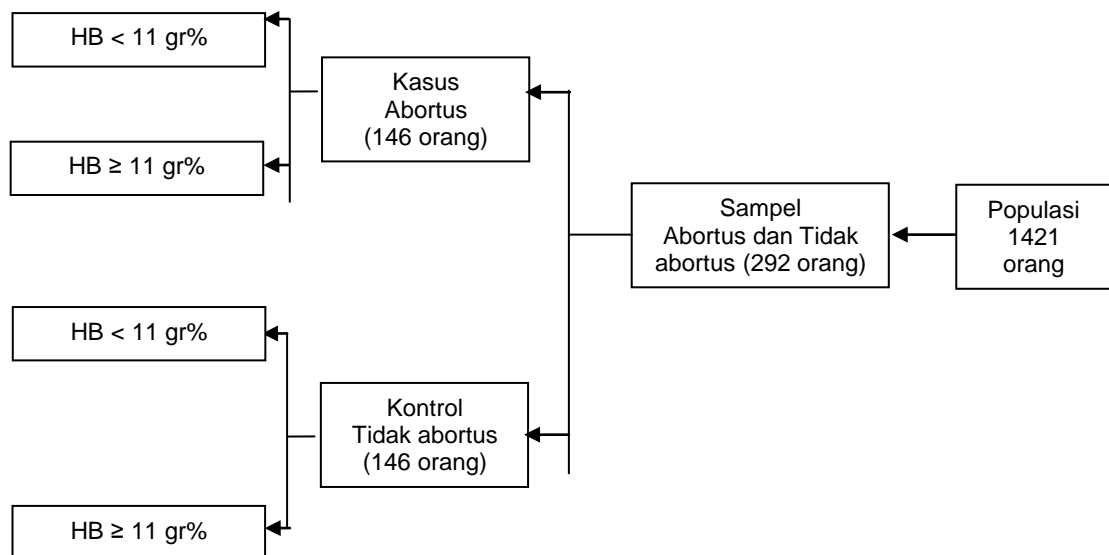 HB < 11 gr%
Kasus
Abortus
(146 orang)
HB ≥ 11 gr%
Sampel
Abortus dan Tidak
abortus (292 orang)
Populasi
1421
orang
HB < 11 gr%
Kontrol
Tidak abortus
(146 orang)
HB ≥ 11 gr%